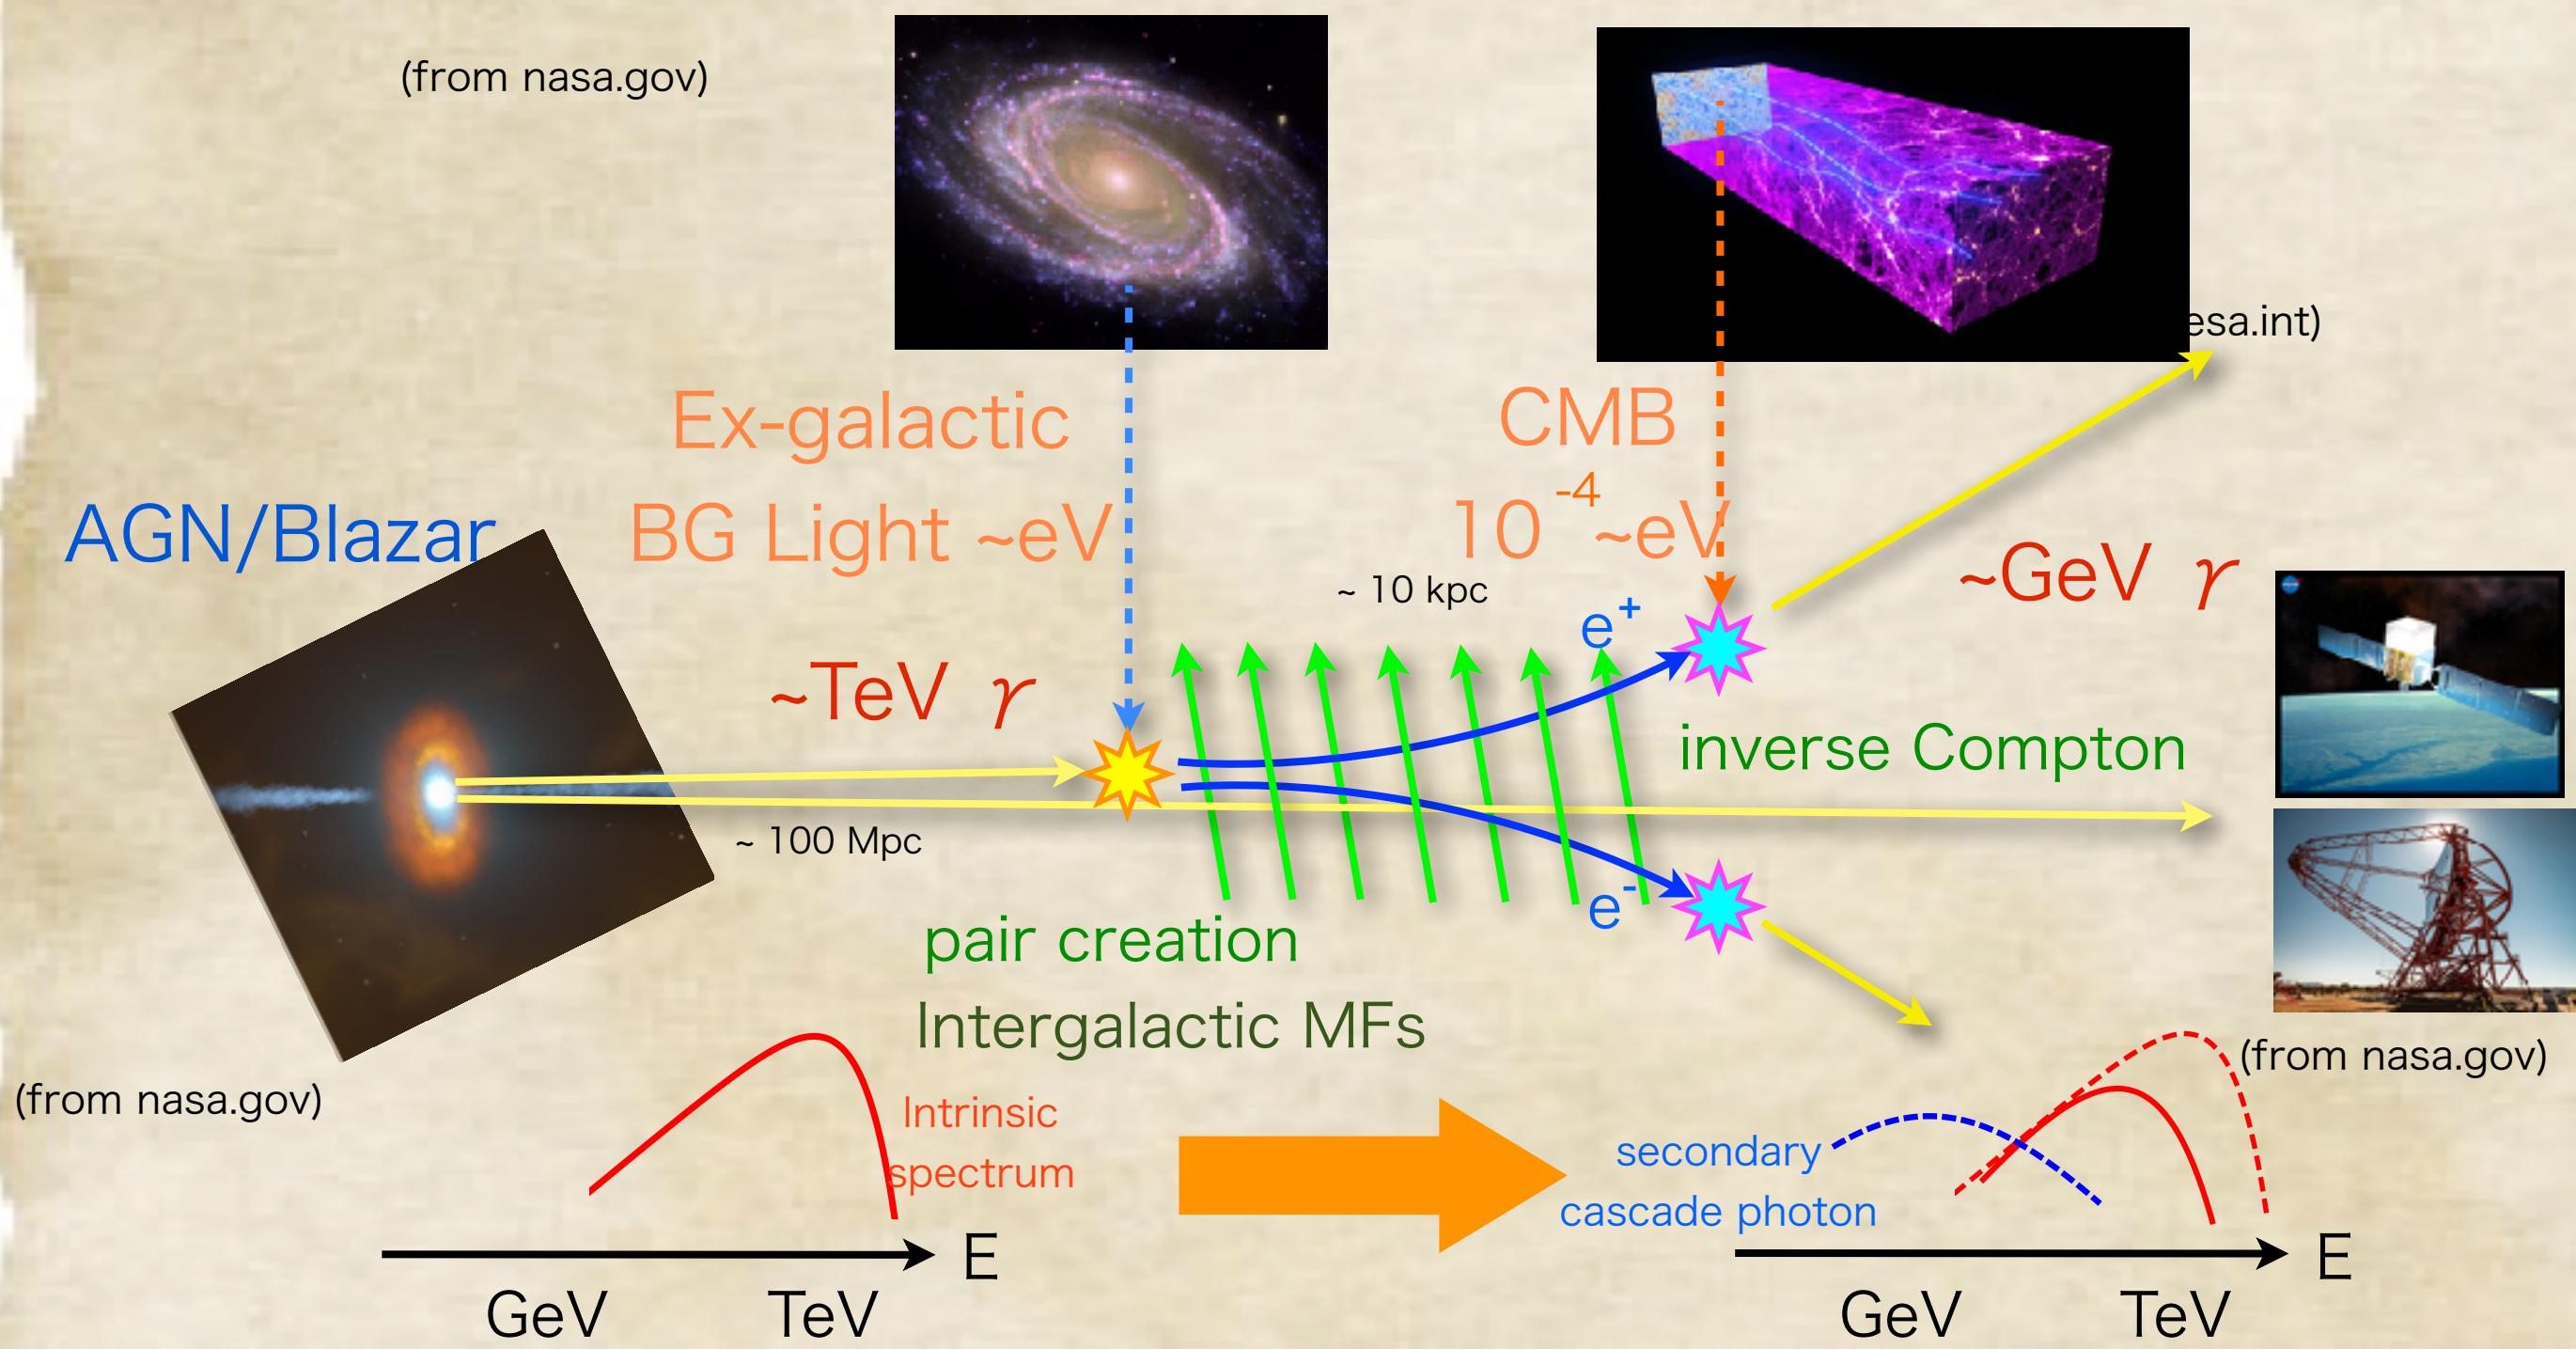 (from nasa.gov)
esa.int)
Ex-galactic
BG Light ~eV
CMB
10⁻⁴~eV
AGN/Blazar
~ 10 kpc
~GeV γ
e⁺
~TeV γ
inverse Compton
~ 100 Mpc
e⁻
pair creation
Intergalactic MFs
(from nasa.gov)
(from nasa.gov)
Intrinsic
spectrum
secondary
cascade photon
E
GeV TeV
E
GeV TeV